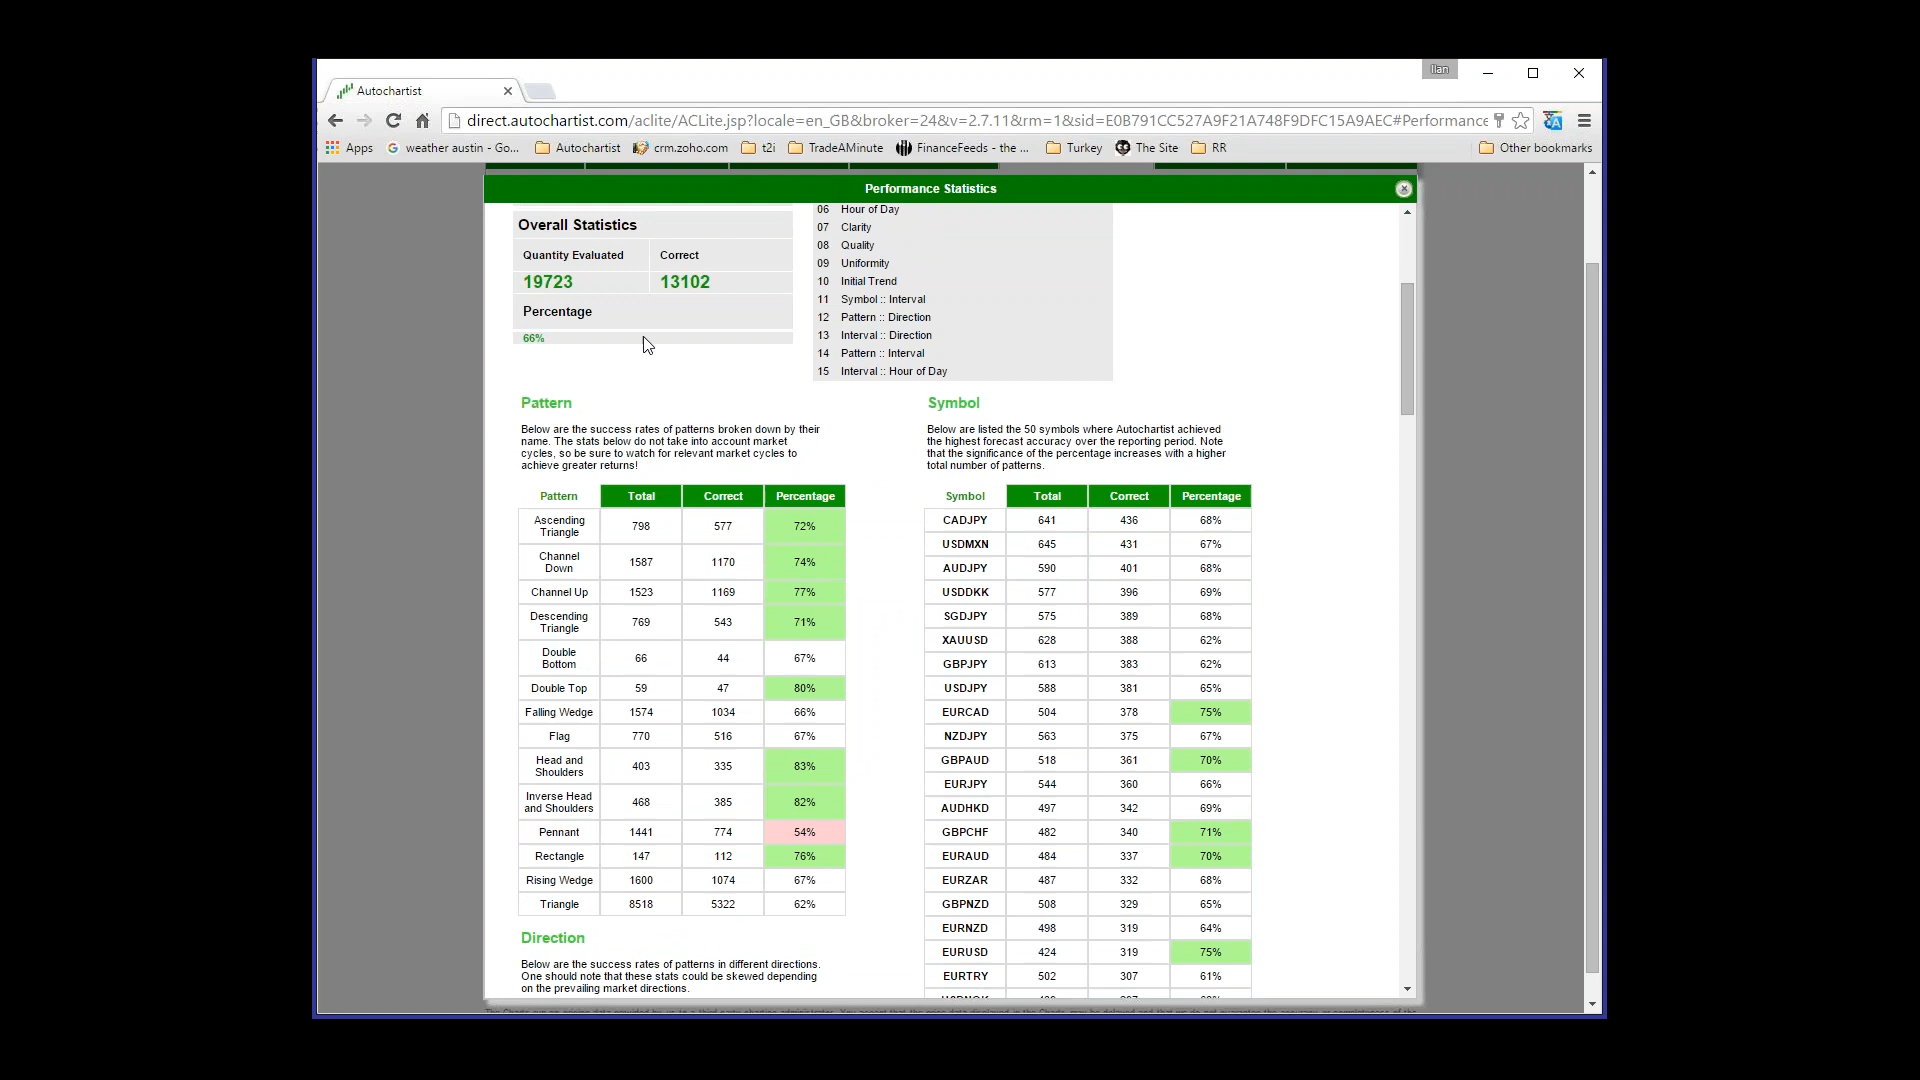 Ilan
Autochartist
direct.autochartist.com/aclite/ACLite.jsp?locale=en_GB&broker=24&v=2.7.11&rm=1&sid=E0B791CC527A9F21A748F9DFC15A9AEC#Performance
Apps weather austin - Go... Autochartist crm.zoho.com t2i TradeAMinute FinanceFeeds - the ... Turkey The Site RR Other bookmarks
Performance Statistics
Overall Statistics
Quantity Evaluated Correct
19723 13102
Percentage
66%
06 Hour of Day
07 Clarity
08 Quality
09 Uniformity
10 Initial Trend
11 Symbol :: Interval
12 Pattern :: Direction
13 Interval :: Direction
14 Pattern :: Interval
15 Interval :: Hour of Day
Pattern
Below are the success rates of patterns broken down by their
name. The stats below do not take into account market
cycles, so be sure to watch for relevant market cycles to
achieve greater returns!
Pattern Total Correct Percentage
Ascending
Triangle 798 577 72%
Channel
Down 1587 1170 74%
Channel Up 1523 1169 77%
Descending
Triangle 769 543 71%
Double
Bottom 66 44 67%
Double Top 59 47 80%
Falling Wedge 1574 1034 66%
Flag 770 516 67%
Head and
Shoulders 403 335 83%
Inverse Head
and Shoulders 468 385 82%
Pennant 1441 774 54%
Rectangle 147 112 76%
Rising Wedge 1600 1074 67%
Triangle 8518 5322 62%
Direction
Below are the success rates of patterns in different directions.
One should note that these stats could be skewed depending
on the prevailing market directions.
Symbol
Below are listed the 50 symbols where Autochartist achieved
the highest forecast accuracy over the reporting period. Note
that the significance of the percentage increases with a higher
total number of patterns.
Symbol Total Correct Percentage
CADJPY 641 436 68%
USDMXN 645 431 67%
AUDJPY 590 401 68%
USDDKK 577 396 69%
SGDJPY 575 389 68%
XAUUSD 628 388 62%
GBPJPY 613 383 62%
USDJPY 588 381 65%
EURCAD 504 378 75%
NZDJPY 563 375 67%
GBPAUD 518 361 70%
EURJPY 544 360 66%
AUDHKD 497 342 69%
GBPCHF 482 340 71%
EURAUD 484 337 70%
EURZAR 487 332 68%
GBPNZD 508 329 65%
EURNZD 498 319 64%
EURUSD 424 319 75%
EURTRY 502 307 61%